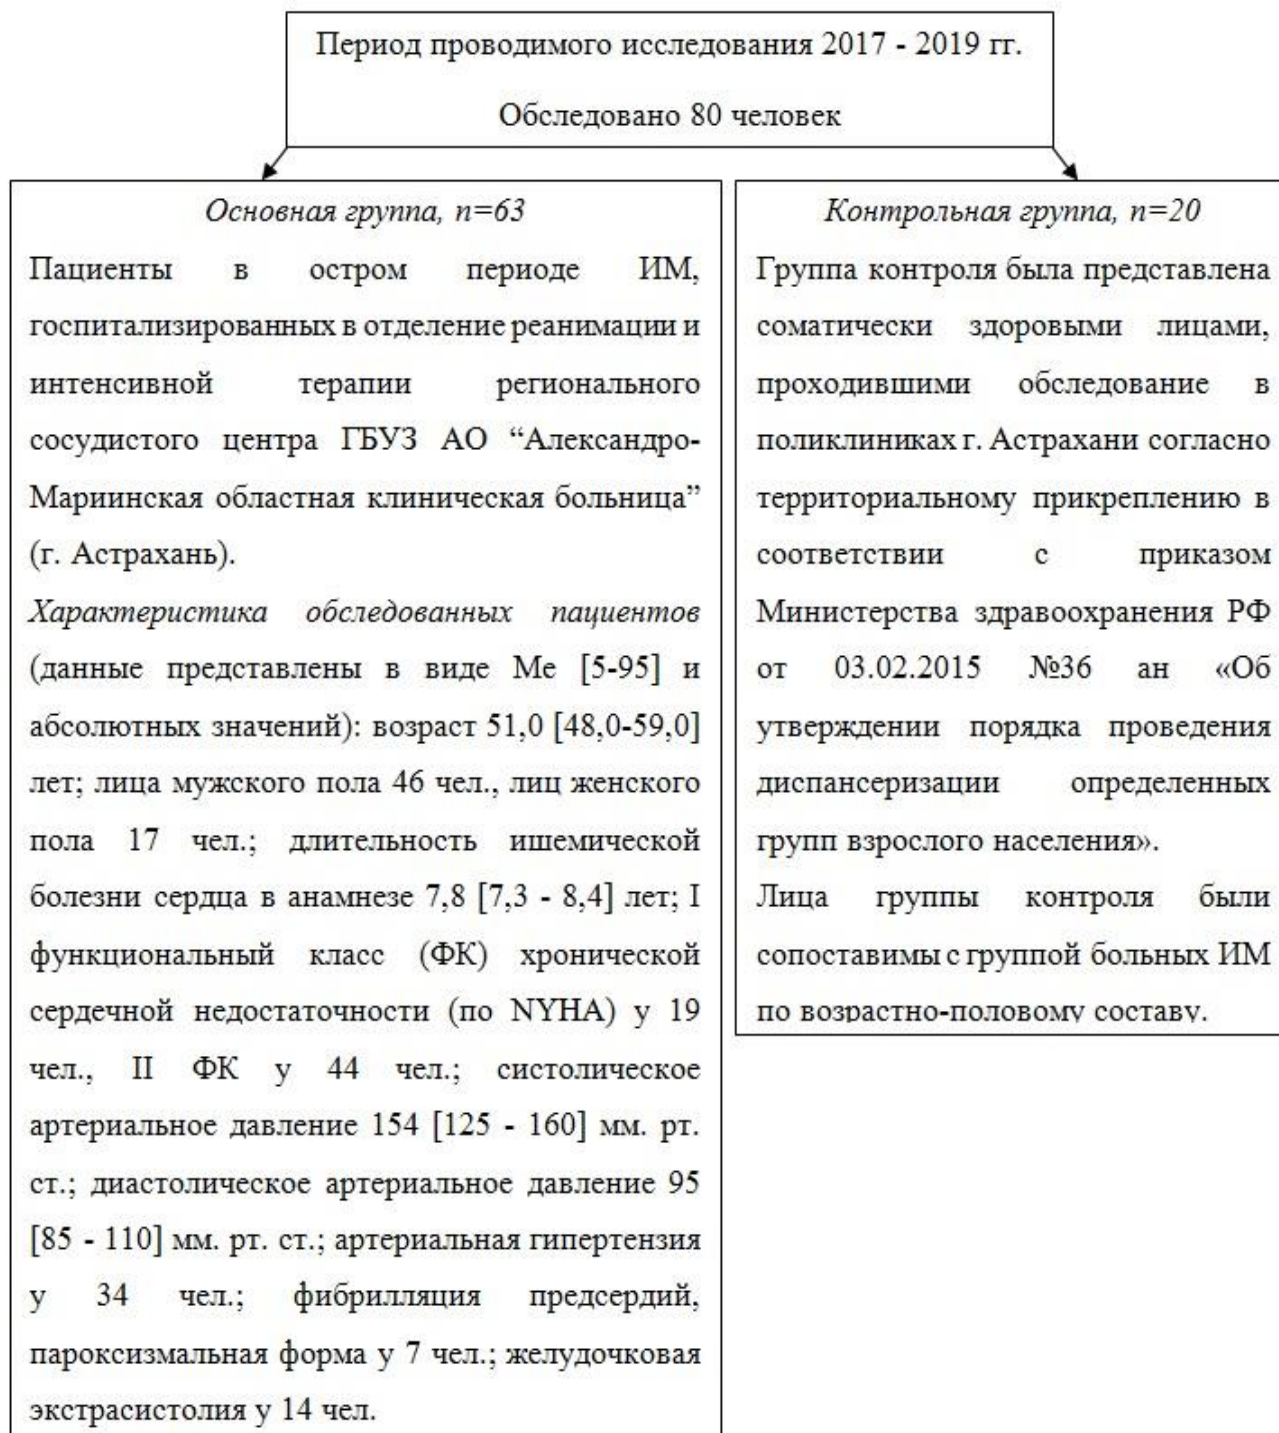 Период проводимого исследования 2017 - 2019 гг.
Обследовано 80 человек
Основная группа, n=63
Пациенты в остром периоде ИМ,
госпитализированных в отделение реанимации и
интенсивной терапии регионального
сосудистого центра ГБУЗ АО “Александро-
Мариинская областная клиническая больница”
(г. Астрахань).
Характеристика обследованных пациентов
(данные представлены в виде Me [5-95] и
абсолютных значений): возраст 51,0 [48,0-59,0]
лет; лица мужского пола 46 чел., лиц женского
пола 17 чел.; длительность ишемической
болезни сердца в анамнезе 7,8 [7,3 - 8,4] лет; I
функциональный класс (ФК) хронической
сердечной недостаточности (по NYHA) у 19
чел., II ФК у 44 чел.; систолическое
артериальное давление 154 [125 - 160] мм. рт.
ст.; диастолическое артериальное давление 95
[85 - 110] мм. рт. ст.; артериальная гипертензия
у 34 чел.; фибрилляция предсердий,
пароксизмальная форма у 7 чел.; желудочковая
экстрасистолия у 14 чел.
Контрольная группа, n=20
Группа контроля была представлена
соматически здоровыми лицами,
проходившими обследование в
поликлиниках г. Астрахани согласно
территориальному прикреплению в
соответствии с приказом
Министерства здравоохранения РФ
от 03.02.2015 №36 ан «Об
утверждении порядка проведения
диспансеризации определенных
групп взрослого населения».
Лица группы контроля были
сопоставимы с группой больных ИМ
по возрастно-половому составу.